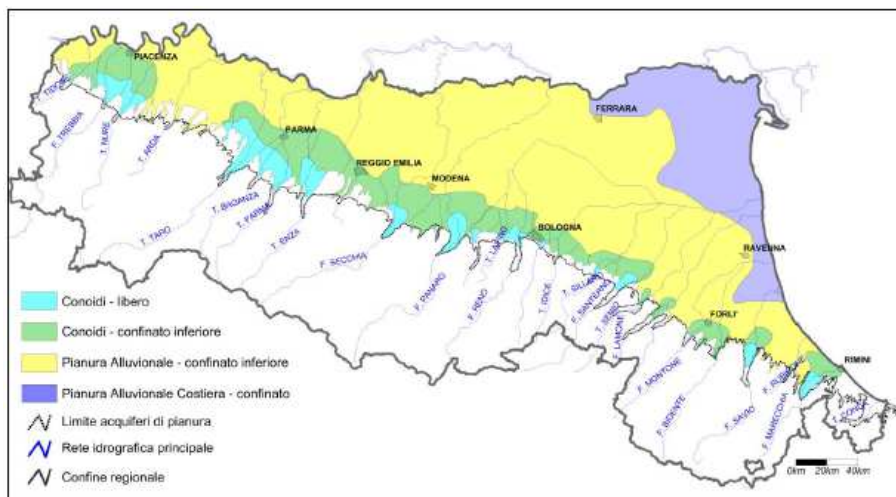 PIACENZA
T. TIDONE
F. TREBBIA
T. NURE
T. ARDA
PARMA
REGGIO EMILIA
MODENA
FERRARA
BOLOGNA
RAVENNA
FORLI'
RIMINI
T. TARO
T. BAGANZA
T. PARMA
T. ENZA
F. SECCHIA
F. PANARO
F. RENO
T. IDICE
T. SILLARO
F. SANTERNO
T. SENIO
F. LAMONE
F. MONTONE
F. BIDENTE
F. SAVIO
F. MARECCHIA
T. CONCA
Conoidi - libero
Conoidi - confinato inferiore
Pianura Alluvionale - confinato inferiore
Pianura Alluvionale Costiera - confinato
Limite acquiferi di pianura
Rete idrografica principale
Confine regionale
0km 20km 40km